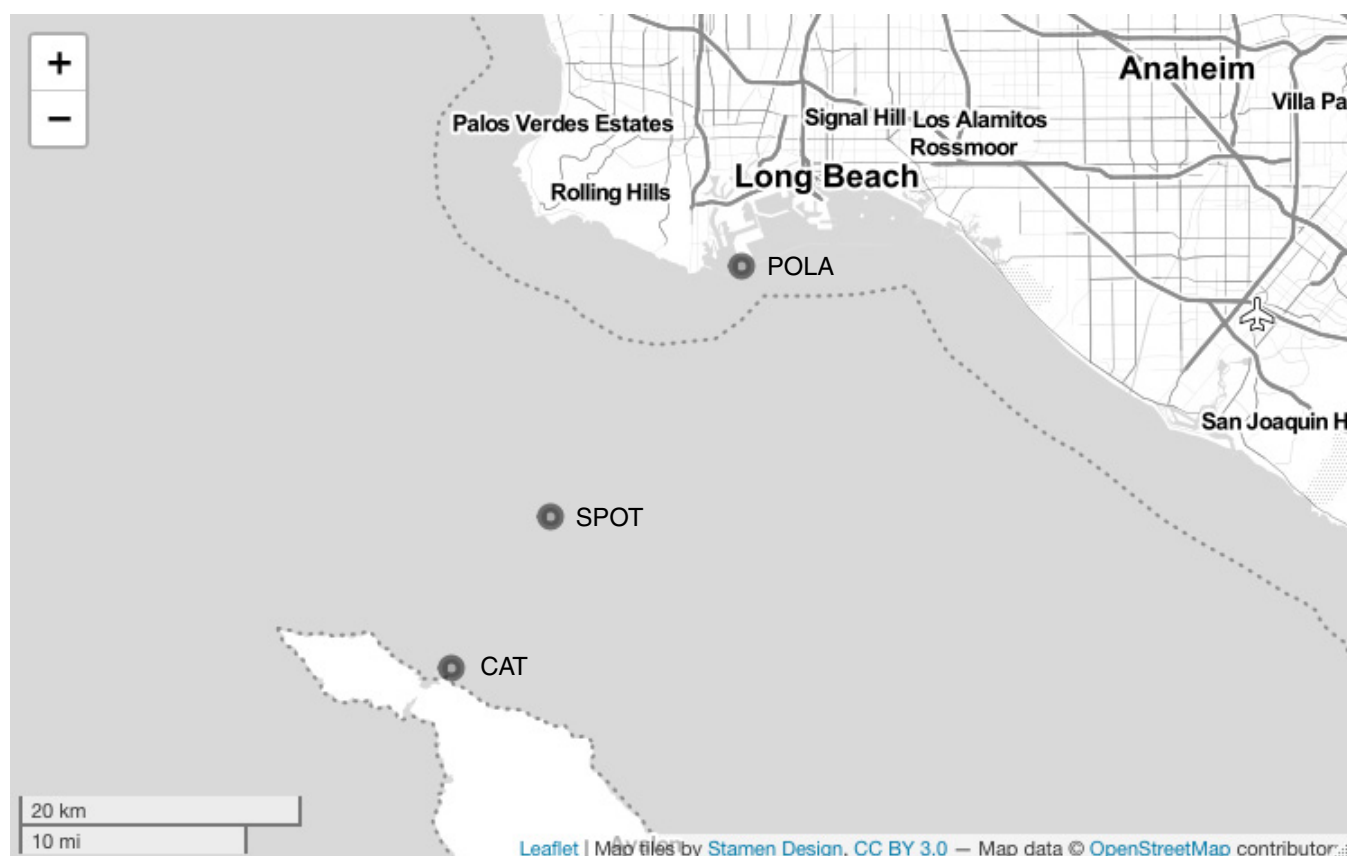 +
−
Anaheim
Villa Pa
Palos Verdes Estates
Signal Hill
Los Alamitos
Rossmoor
Long Beach
Rolling Hills
POLA
San Joaquin H
SPOT
CAT
20 km
10 mi
Avalon
Leaflet | Map tiles by Stamen Design, CC BY 3.0 — Map data © OpenStreetMap contributor